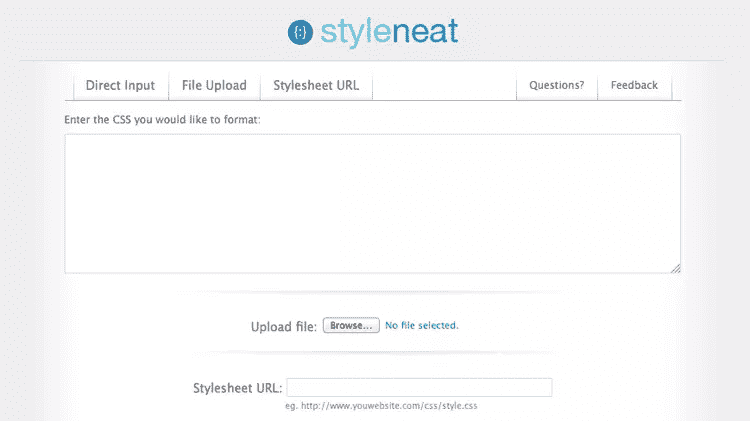 {:} styleneat
Direct Input File Upload Stylesheet URL Questions? Feedback
Enter the CSS you would like to format:
Upload file: Browse... No file selected.
Stylesheet URL:
eg. http://www.youwebsite.com/css/style.css